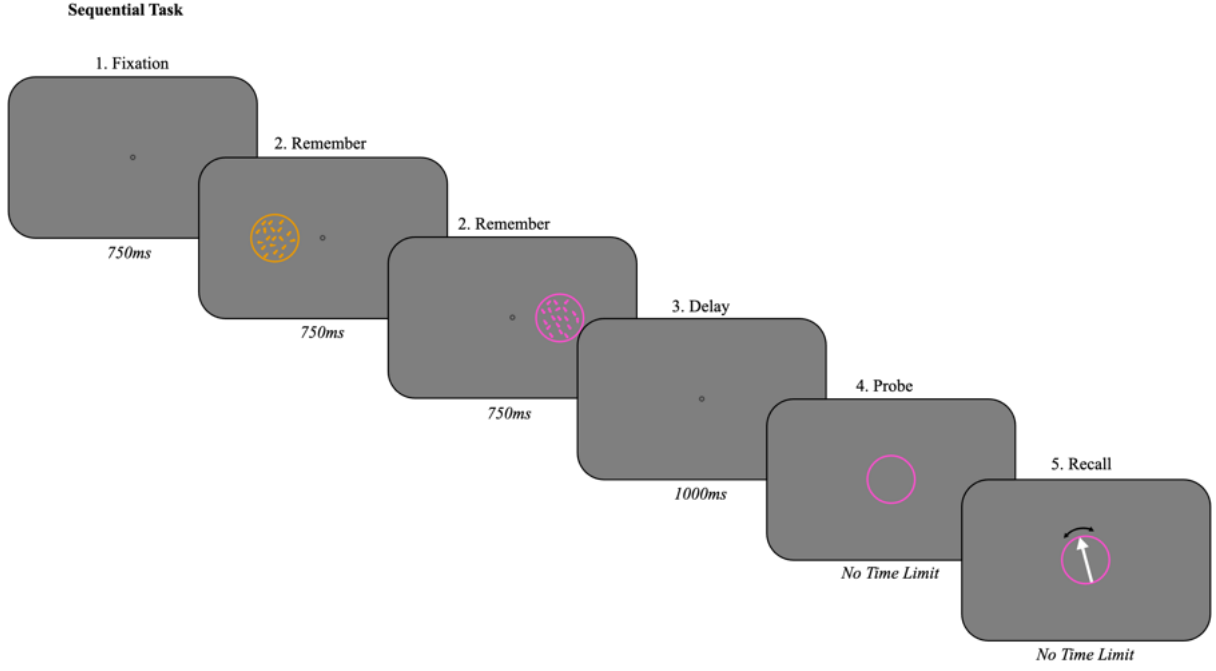 Sequential Task
1. Fixation
750ms
2. Remember
750ms
2. Remember
750ms
3. Delay
1000ms
4. Probe
No Time Limit
5. Recall
No Time Limit